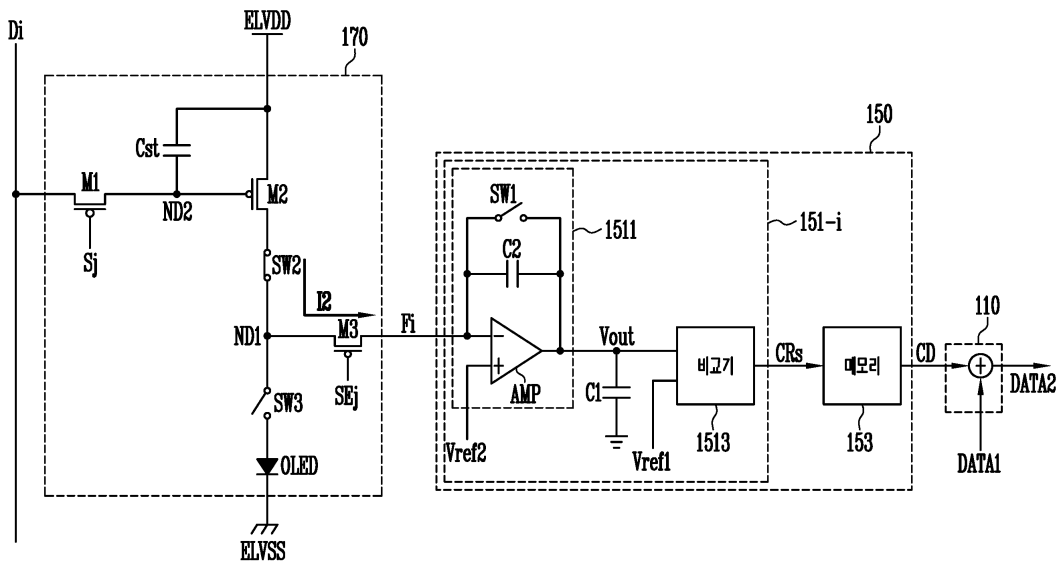 ELVDD
Di
170
150
Cst
M1
M2
ND2
Sj
SW1
1511
151-i
C2
SW2
I2
110
ND1
M3
Fi
Vout
CRs
CD
비교기
메모리
DATA2
SEj
AMP
C1
SW3
1513
153
Vref2
Vref1
DATA1
OLED
ELVSS